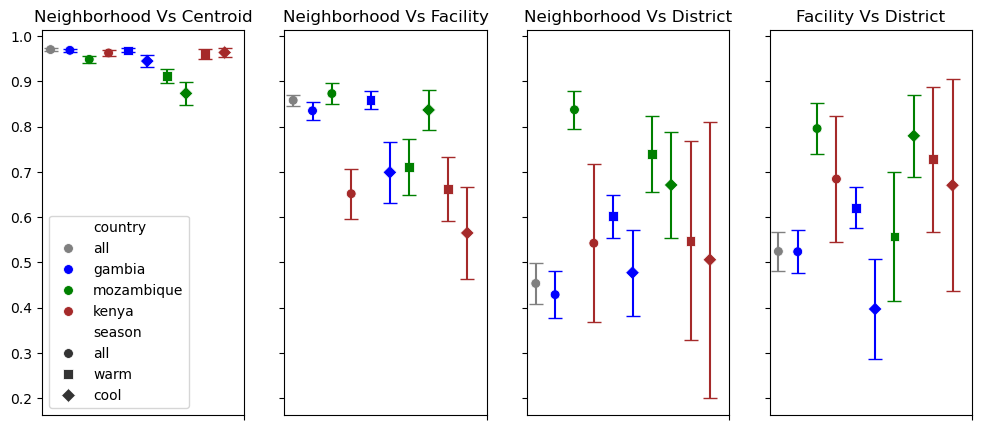 Neighborhood Vs Centroid
Neighborhood Vs Facility
Neighborhood Vs District
Facility Vs District
1.0
0.9
0.8
0.7
0.6
0.5
0.4
0.3
0.2
country
all
gambia
mozambique
kenya
season
all
warm
cool